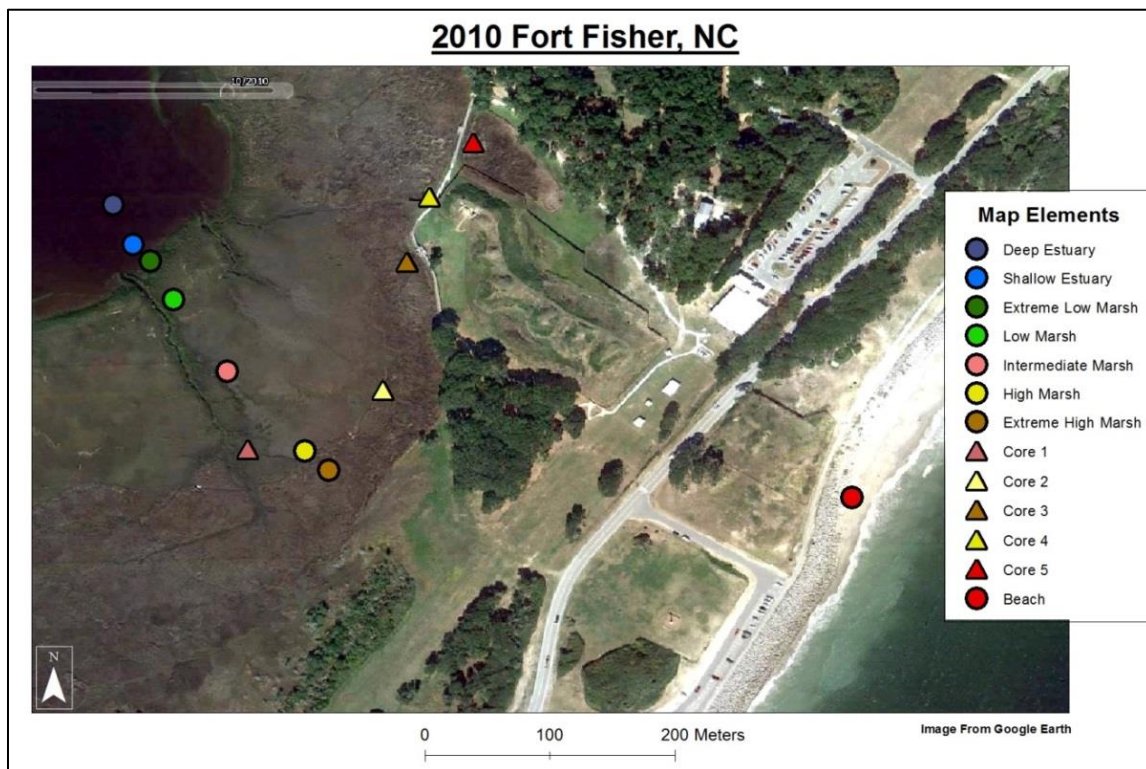 2010 Fort Fisher, NC
10/2010
Map Elements
Deep Estuary
Shallow Estuary
Extreme Low Marsh
Low Marsh
Intermediate Marsh
High Marsh
Extreme High Marsh
Core 1
Core 2
Core 3
Core 4
Core 5
Beach
N
0 100 200 Meters
Image From Google Earth